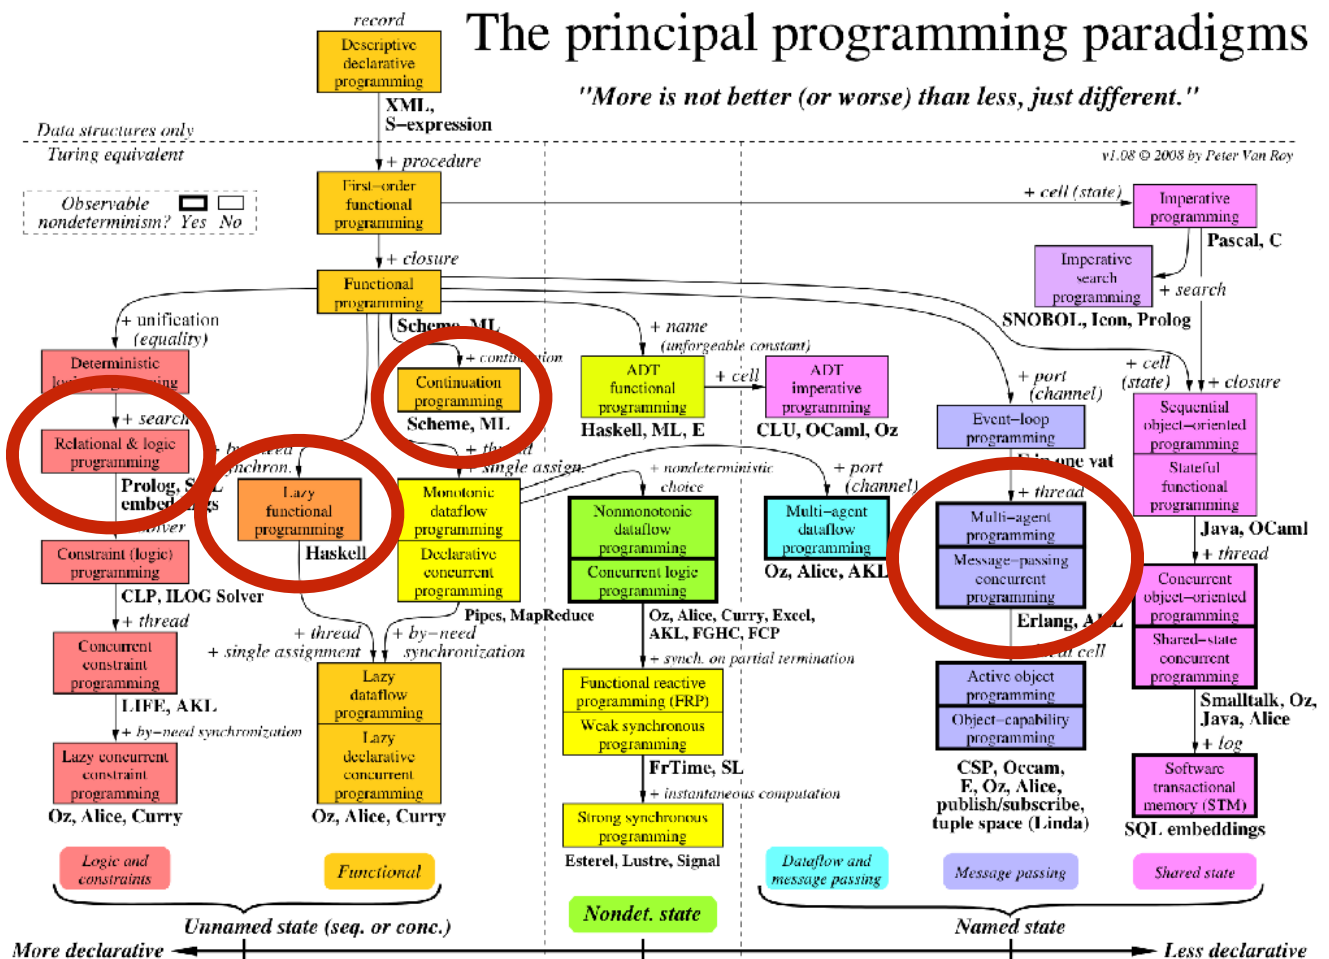 The principal programming paradigms
"More is not better (or worse) than less, just different."
record
Descriptive
declarative
programming
XML,
S−expression
Data structures only
Turing equivalent
v1.08 © 2008 by Peter Van Roy
+ procedure
Observable
nondeterminism? Yes No
First−order
functional
programming
+ cell (state)
Imperative
programming
Pascal, C
+ closure
Functional
programming
Scheme, ML
Imperative
search
programming
+ search
SNOBOL, Icon, Prolog
+ unification
(equality)
Deterministic
programming
+ search
Relational & logic
programming
Prolog,
Constraint (logic)
programming
CLP, ILOG Solver
+ thread
Concurrent
constraint
programming
LIFE, AKL
+ by−need synchronization
Lazy concurrent
constraint
programming
Oz, Alice, Curry
Lazy
functional
programming
Haskell
+ thread
+ single assignment
+ by−need
synchronization
Lazy
dataflow
programming
Lazy
declarative
concurrent
programming
Oz, Alice, Curry
Continuation
programming
Scheme, ML
+ thread
single assign.
Monotonic
dataflow
programming
Declarative
concurrent
programming
Pipes, MapReduce
+ name
(unforgeable constant)
ADT
functional
programming
Haskell, ML, E
+ cell
ADT
imperative
programming
CLU, OCaml, Oz
+ nondeterministic
choice
Nonmonotonic
dataflow
programming
Concurrent logic
programming
Oz, Alice, Curry, Excel,
AKL, FGHC, FCP
+ synch. on partial termination
Functional reactive
programming (FRP)
Weak synchronous
programming
FrTime, SL
+ instantaneous computation
Strong synchronous
programming
Esterel, Lustre, Signal
+ port
(channel)
Multi−agent
dataflow
programming
Oz, Alice, AKL
+ port
(channel)
Event−loop
programming
in one vat
+ thread
Multi−agent
programming
Message−passing
concurrent
programming
Erlang,
cell
Active object
programming
Object−capability
programming
CSP, Occam,
E, Oz, Alice,
publish/subscribe,
tuple space (Linda)
+ cell
(state)
+ closure
Sequential
object−oriented
programming
Stateful
functional
programming
Java, OCaml
+ thread
Concurrent
object−oriented
programming
Shared−state
concurrent
programming
Smalltalk, Oz,
Java, Alice
+ log
Software
transactional
memory (STM)
SQL embeddings
Logic and
constraints
Functional
Dataflow and
message passing
Message passing
Shared state
Unnamed state (seq. or conc.)
Nondet. state
Named state
More declarative
Less declarative